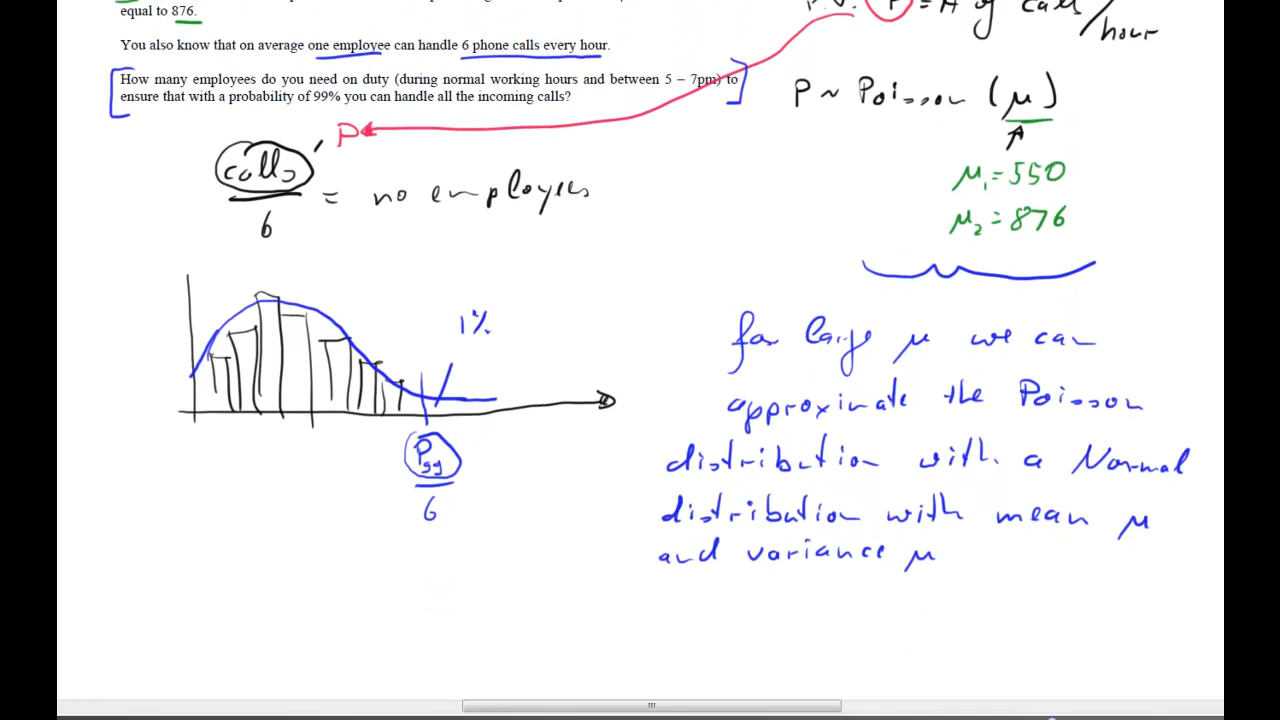 equal to 876.
= # of calls/hour
You also know that on average one employee can handle 6 phone calls every hour.
How many employees do you need on duty (during normal working hours and between 5 – 7pm) to
ensure that with a probability of 99% you can handle all the incoming calls?
P ~ Poisson (μ)
P
calls
6
= no employees
μ₁ = 550
μ₂ = 876
1%
P₉₉
6
for large μ we can
approximate the Poisson
distribution with a Normal
distribution with mean μ
and variance μ